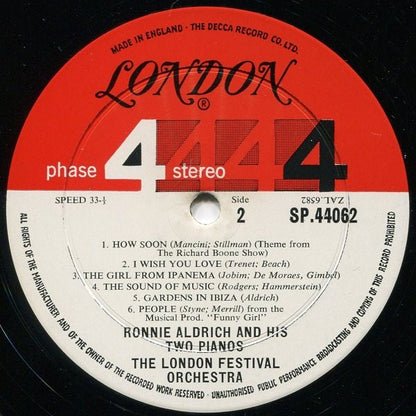 MADE IN ENGLAND · THE DECCA RECORD CO. LTD.
LONDON
®
phase 4 stereo 4 4 4
SPEED 33-⅓
Side
2
ZAL.6582
SP.44062
1. HOW SOON (Mancini; Stillman) (Theme from
The Richard Boone Show)
2. I WISH YOU LOVE (Trenet; Beach)
3. THE GIRL FROM IPANEMA (Jobim; De Moraes, Gimbel)
4. THE SOUND OF MUSIC (Rodgers; Hammerstein)
5. GARDENS IN IBIZA (Aldrich)
6. PEOPLE (Styne; Merrill) from the
Musical Prod. "Funny Girl"
RONNIE ALDRICH AND HIS
TWO PIANOS
THE LONDON FESTIVAL
ORCHESTRA
ALL RIGHTS OF THE MANUFACTURER AND OF THE OWNER OF THE RECORDED WORK RESERVED · UNAUTHORISED PUBLIC PERFORMANCE BROADCASTING AND COPYING OF THIS RECORD PROHIBITED